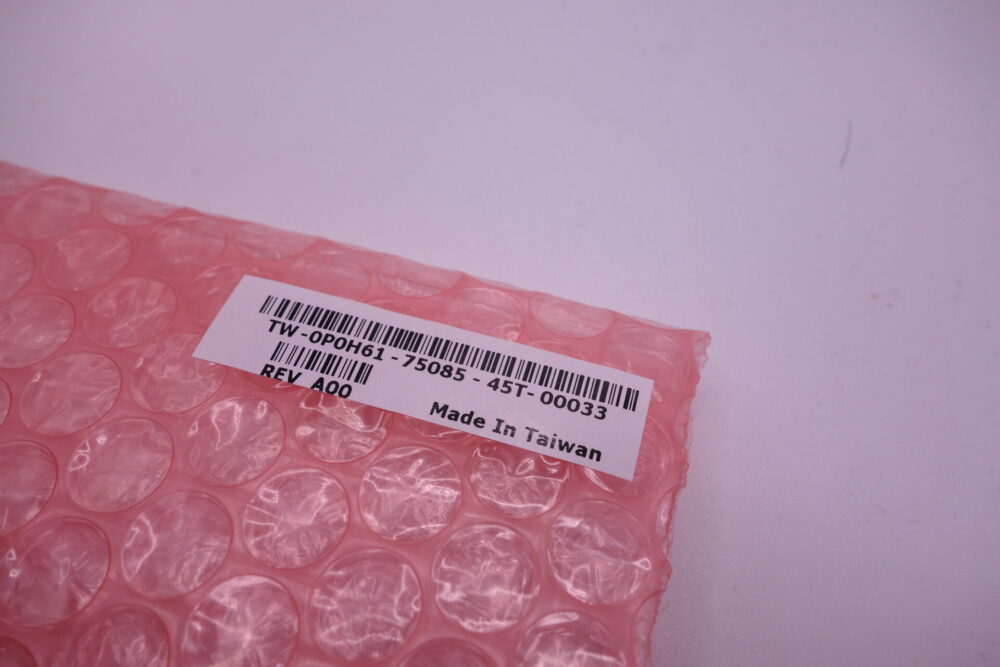 TW-0P0H61-75085-45T-00033
REV A00
Made In Taiwan